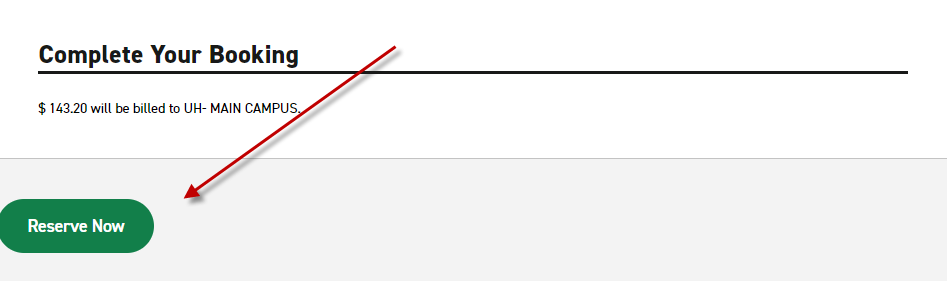 Complete Your Booking
$ 143.20 will be billed to UH- MAIN CAMPUS.
Reserve Now